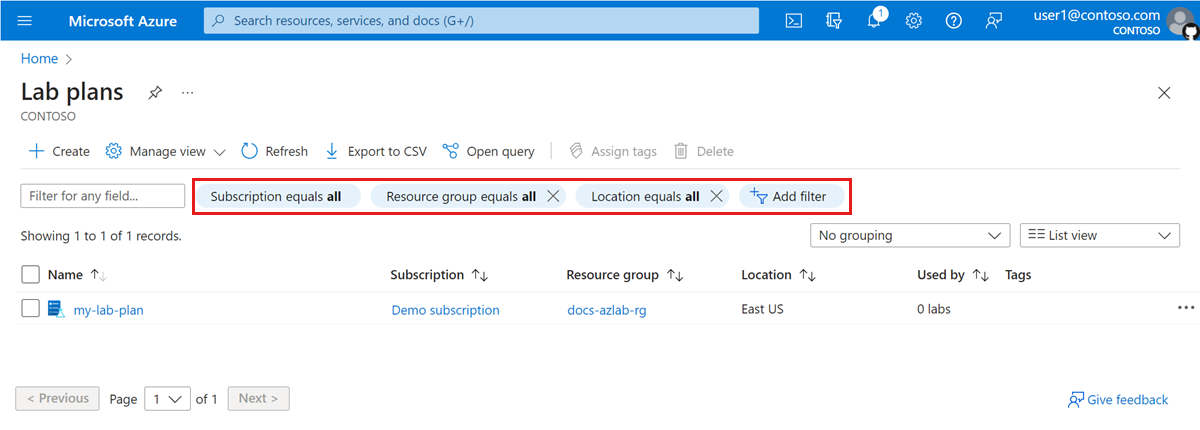 Microsoft Azure Search resources, services, and docs (G+/) 1 user1@contoso.com
CONTOSO
Home >
Lab plans ...
CONTOSO
+ Create Manage view Refresh Export to CSV Open query Assign tags Delete
Filter for any field... Subscription equals all Resource group equals all Location equals all Add filter
Showing 1 to 1 of 1 records. No grouping List view
Name ↑↓ Subscription ↑↓ Resource group ↑↓ Location ↑↓ Used by ↑↓ Tags
my-lab-plan Demo subscription docs-azlab-rg East US 0 labs ...
< Previous Page 1 of 1 Next > Give feedback